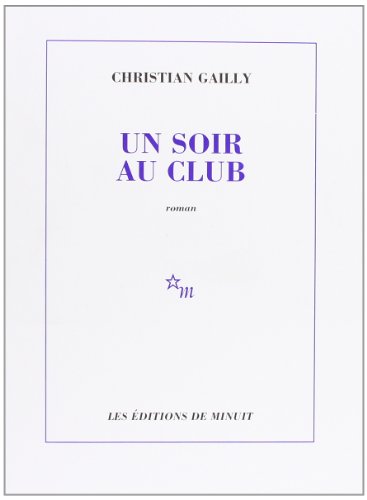 CHRISTIAN GAILLY
UN SOIR
AU CLUB
roman
m
LES ÉDITIONS DE MINUIT